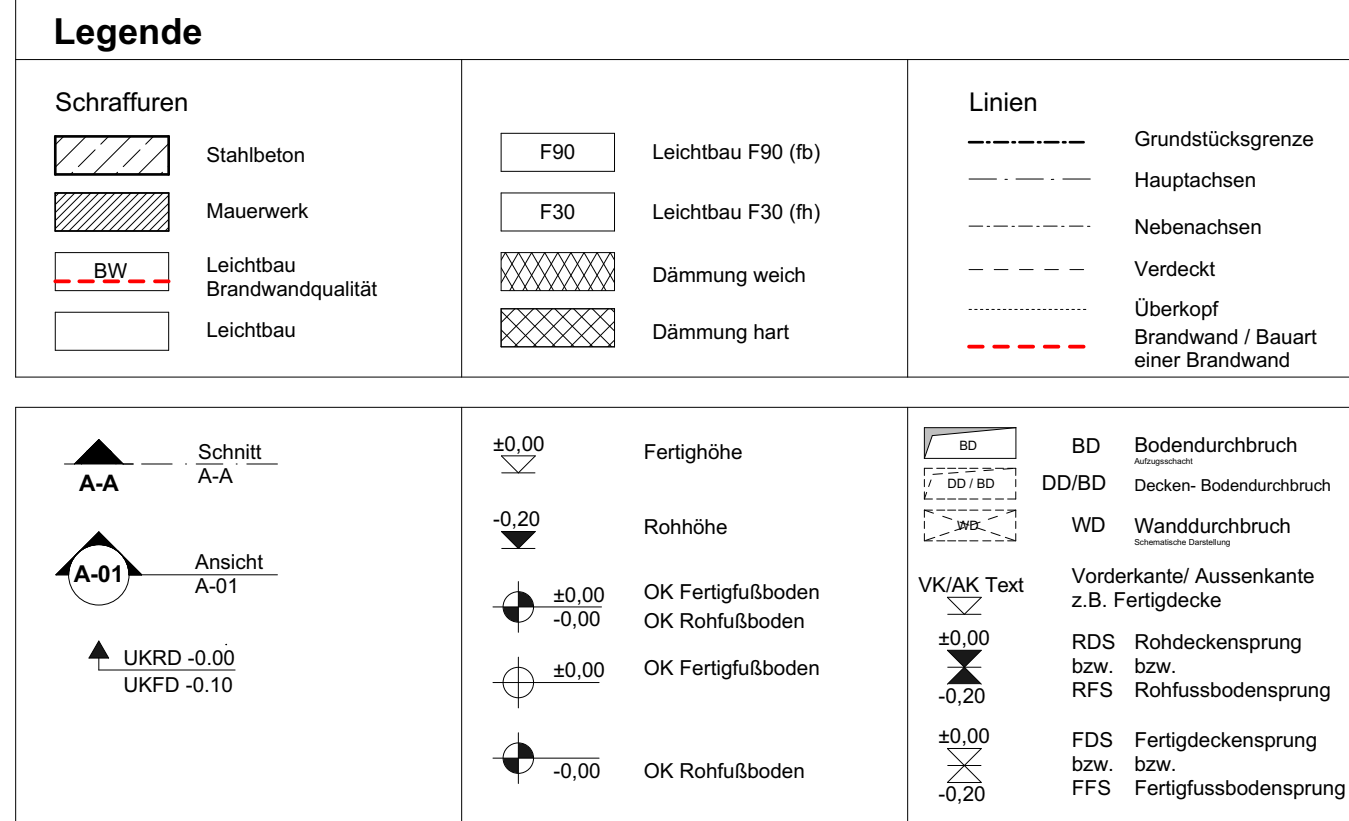 Legende
Schraffuren
Stahlbeton
Mauerwerk
BW
Leichtbau
Brandwandqualität
Leichtbau
F90
Leichtbau F90 (fb)
F30
Leichtbau F30 (fh)
Dämmung weich
Dämmung hart
Linien
Grundstücksgrenze
Hauptachsen
Nebenachsen
Verdeckt
Überkopf
Brandwand / Bauart
einer Brandwand
A-A
Schnitt
A-A
A-01
Ansicht
A-01
UKRD -0.00
UKFD -0.10
±0,00
Fertighöhe
-0,20
Rohhöhe
±0,00 OK Fertigfußboden
-0,00 OK Rohfußboden
±0,00 OK Fertigfußboden
-0,00 OK Rohfußboden
BD BD Bodendurchbruch
Aufzugsschacht
DD / BD DD/BD Decken- Bodendurchbruch
WD WD Wanddurchbruch
Schematische Darstellung
VK/AK Text
Vorderkante/ Aussenkante
z.B. Fertigdecke
±0,00 RDS Rohdeckensprung
bzw. bzw.
-0,20 RFS Rohfussbodensprung
±0,00 FDS Fertigdeckensprung
bzw. bzw.
-0,20 FFS Fertigfussbodensprung